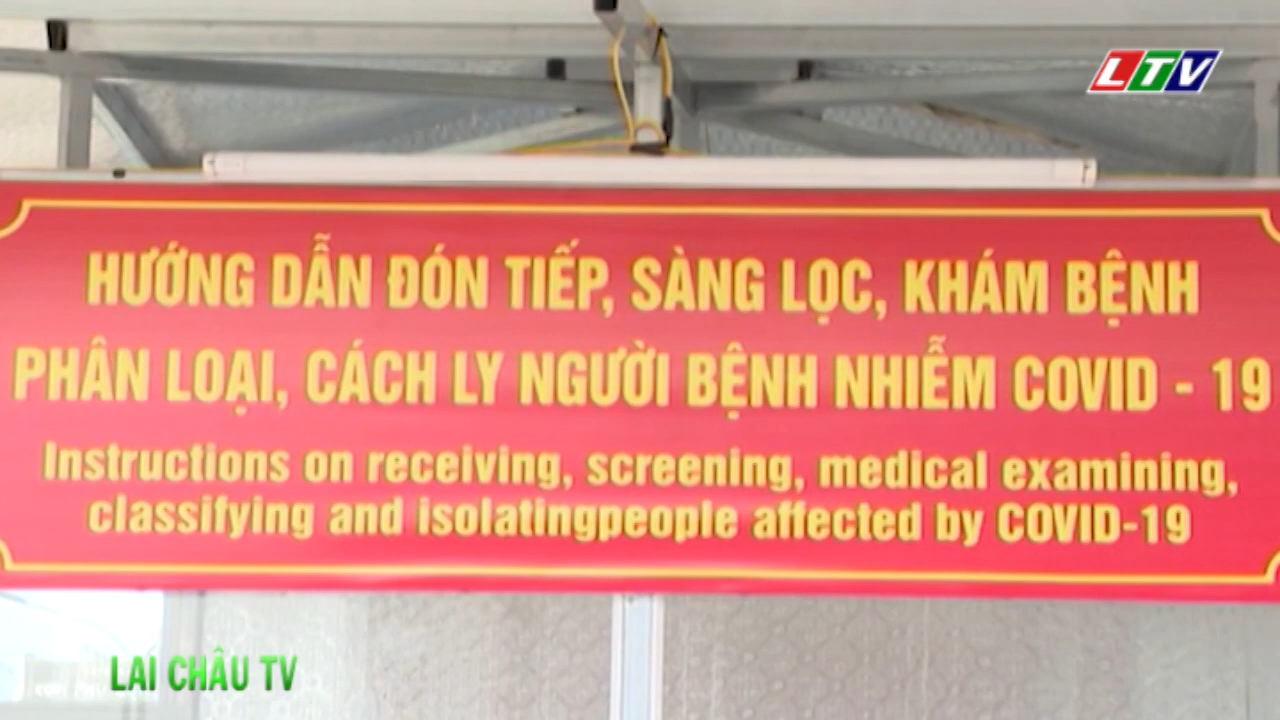 LTV
HƯỚNG DẪN ĐÓN TIẾP, SÀNG LỌC, KHÁM BỆNH
PHÂN LOẠI, CÁCH LY NGƯỜI BỆNH NHIỄM COVID - 19
Instructions on receiving, screening, medical examining,
classifying and isolatingpeople affected by COVID-19
LAI CHÂU TV